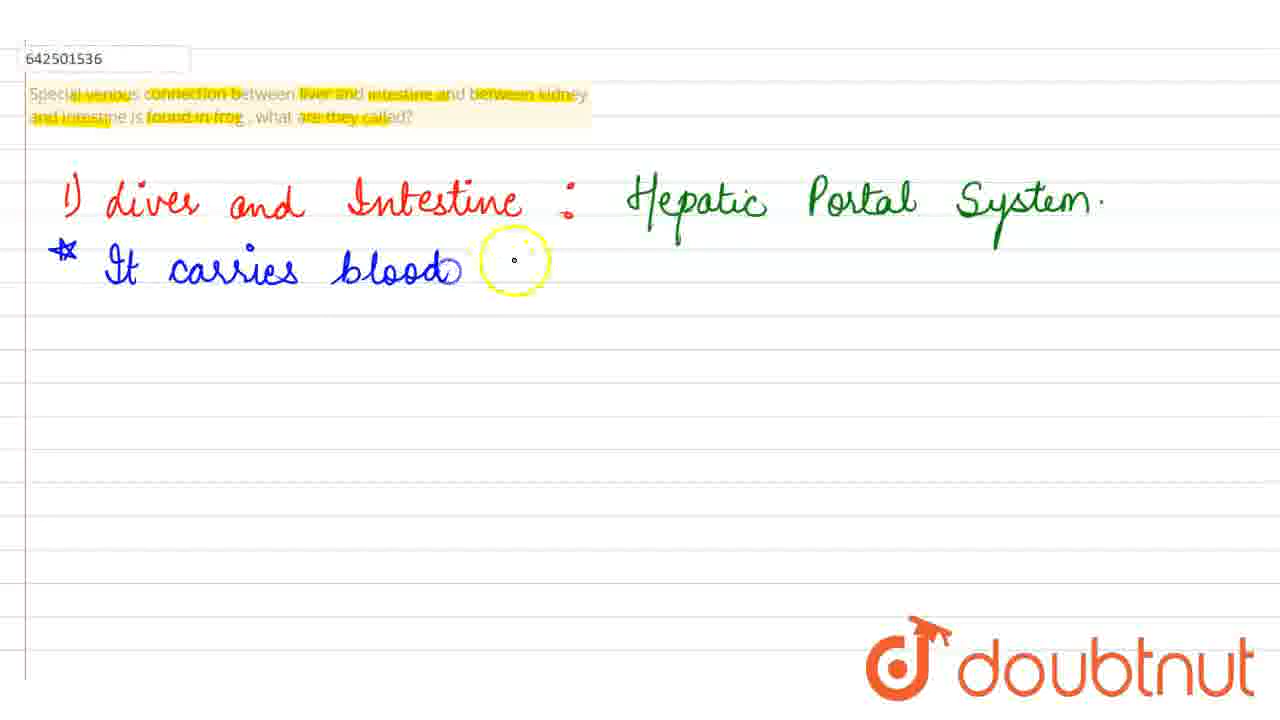 642501536
Special venous connection between liver and intestine and between kidney
and intestine is found in frog , what are they called?
1) Liver and Intestine : Hepatic Portal System.
☆ It carries blood
doubtnut